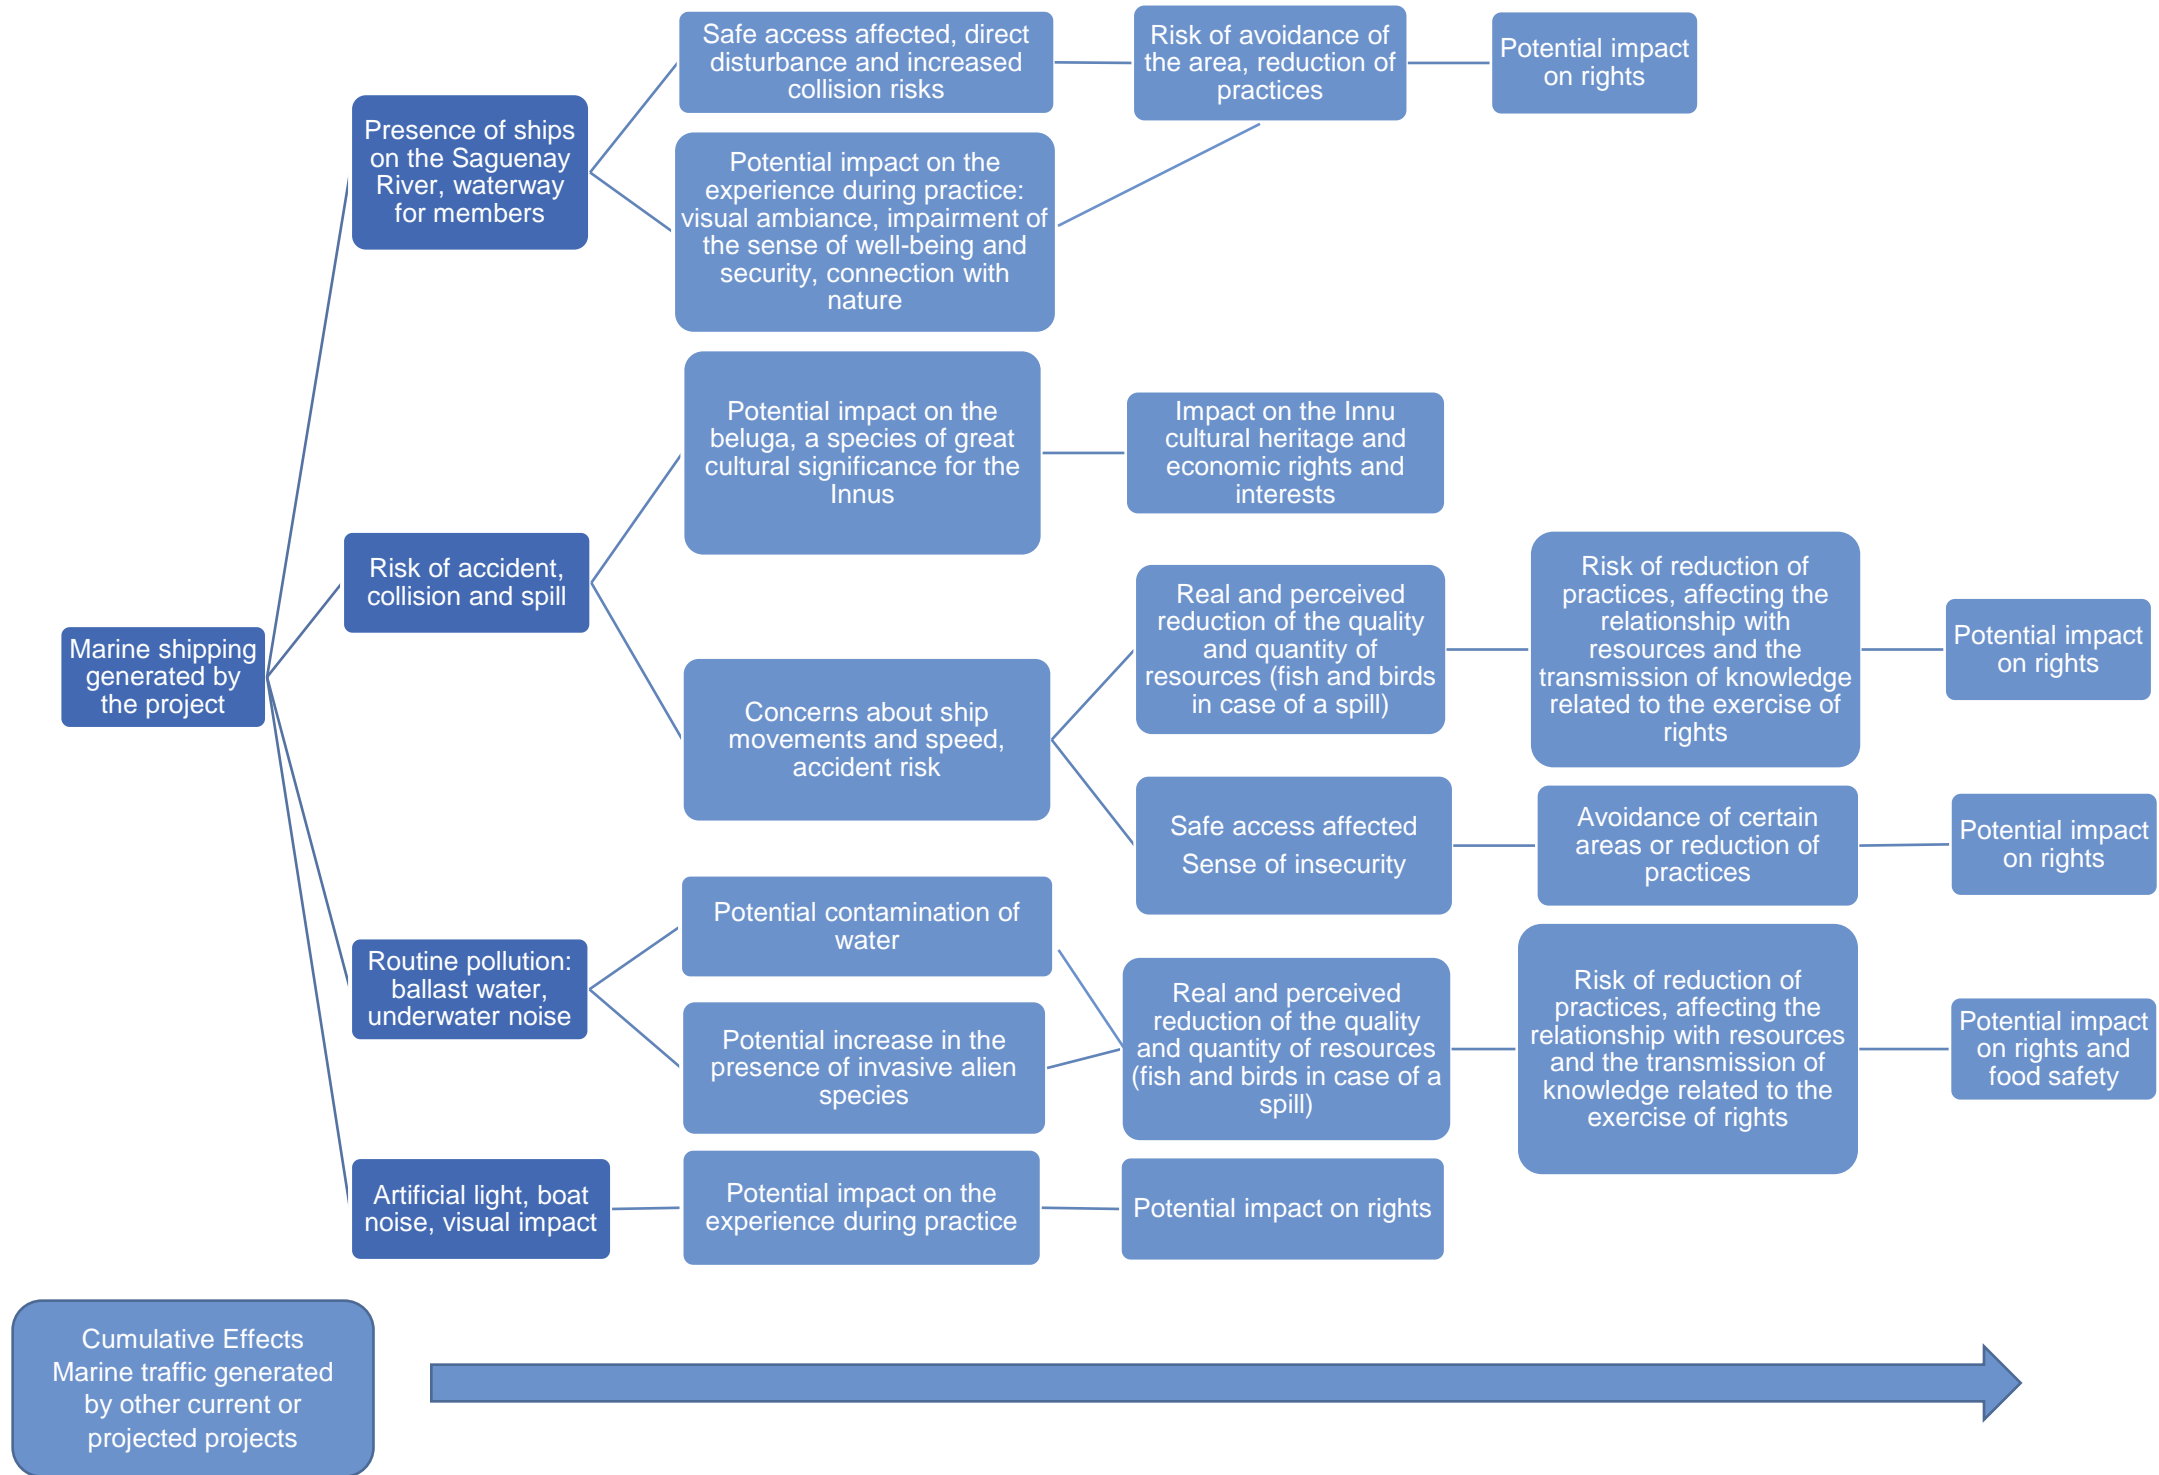 Safe access affected, direct
disturbance and increased
collision risks
Risk of avoidance of
the area, reduction of
practices
Potential impact
on rights
Presence of ships
on the Saguenay
River, waterway
for members
Potential impact on the
experience during practice:
visual ambiance, impairment of
the sense of well-being and
security, connection with
nature
Potential impact on the
beluga, a species of great
cultural significance for the
Innus
Impact on the Innu
cultural heritage and
economic rights and
interests
Risk of accident,
collision and spill
Marine shipping
generated by
the project
Concerns about ship
movements and speed,
accident risk
Real and perceived
reduction of the quality
and quantity of
resources (fish and birds
in case of a spill)
Risk of reduction of
practices, affecting the
relationship with
resources and the
transmission of knowledge
related to the exercise of
rights
Potential impact
on rights
Safe access affected
Sense of insecurity
Avoidance of certain
areas or reduction of
practices
Potential impact
on rights
Routine pollution:
ballast water,
underwater noise
Potential contamination of
water
Potential increase in the
presence of invasive alien
species
Real and perceived
reduction of the quality
and quantity of resources
(fish and birds in case of a
spill)
Risk of reduction of
practices, affecting the
relationship with resources
and the transmission of
knowledge related to the
exercise of rights
Potential impact
on rights and
food safety
Artificial light, boat
noise, visual impact
Potential impact on the
experience during practice
Potential impact on rights
Cumulative Effects
Marine traffic generated
by other current or
projected projects